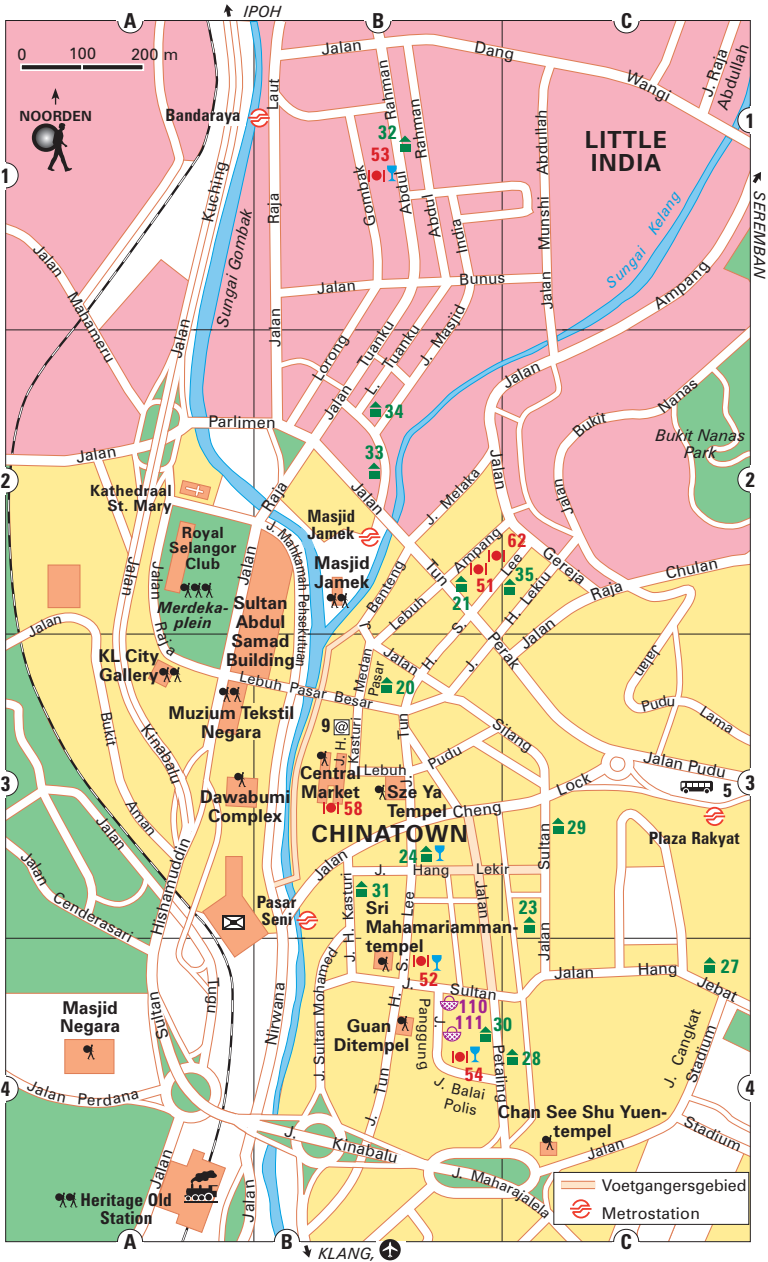 IPOH
A
B
C
0 100 200 m
NOORDEN
Bandaraya
Laut
Jalan
Dang
Wangi
J. Raja
Abdullah
1
1
LITTLE
INDIA
32
53
Rahman
Rahman
Gombak
Abdul
Abdul
India
Abdullah
Munshi
Jalan
Kuching
Raja
Jalan
Sungai Gombak
Sungai Kelang
SEREMBAN
Jalan
Mahameru
Jalan
Jalan
Bunus
Ampang
Lorong
Tuanku
Jalan
L. Tuanku
J. Masjid
Jalan
34
33
Parlimen
Jalan
Bukit
Nanas
Bukit Nanas
Park
Jalan
2
2
Kathedraal
St. Mary
Raja
Jalan
J. Melaka
Jalan
Masjid
Jamek
Royal
Selangor
Club
Merdeka-
plein
Jalan
J. Mahkamah Pehsekutuan
Masjid
Janek
Sultan
Abdul
Samad
Building
Tun
Ampang
Lebuh
62
51
Lee
35
21
Gereja
H. Lekiu
J.
H. S.
Raja
Chulan
Jalan
Perak
J. Benteng
Jalan
Jalan
Raja
Jalan
KL City
Gallery
Lebuh Pasar Besar
Medan
Pasar
Jalan
20
Jalan
Pudu
Lama
Muzium Tekstil
Negara
Bukit
Kinabalu
Aman
9
@
J. H. Kasturi
Tun
J.
Silang
Pudu
Lebuh
Central
Market
58
Sze Ya
Tempel
Cheng
Lock
Jalan Pudu
5
3
3
Plaza Rakyat
Dawabumi
Complex
CHINATOWN
Jalan
Jalan
Cenderasari
Hishamuddin
Jalan
24
J. Hang Lekir
31
Sultan
29
23
Jalan
Jalan
Pasar
Seni
J. H. Kasturi
Sri
Mahamariamman-
tempel
Lee
H. S.
J.
52
Sultan
Jalan
Hang
Jebat
27
Tugu
Sultan
Nirwana
J. Sultan Mohamed
Masjid
Negara
Guan
Ditempel
Panggung
J.
110
111
30
28
54
Petaling
J. Balai
Polis
J. Cangkat
Stadium
4
4
Jalan Perdana
J. Tun
H.
Chan See Shu Yuen-
tempel
J. Kinabalu
Jalan
Stadium
J. Maharajalela
Jalan
Jalan
Heritage Old
Station
Voetgangersgebied
Metrostation
A
B
C
KLANG,